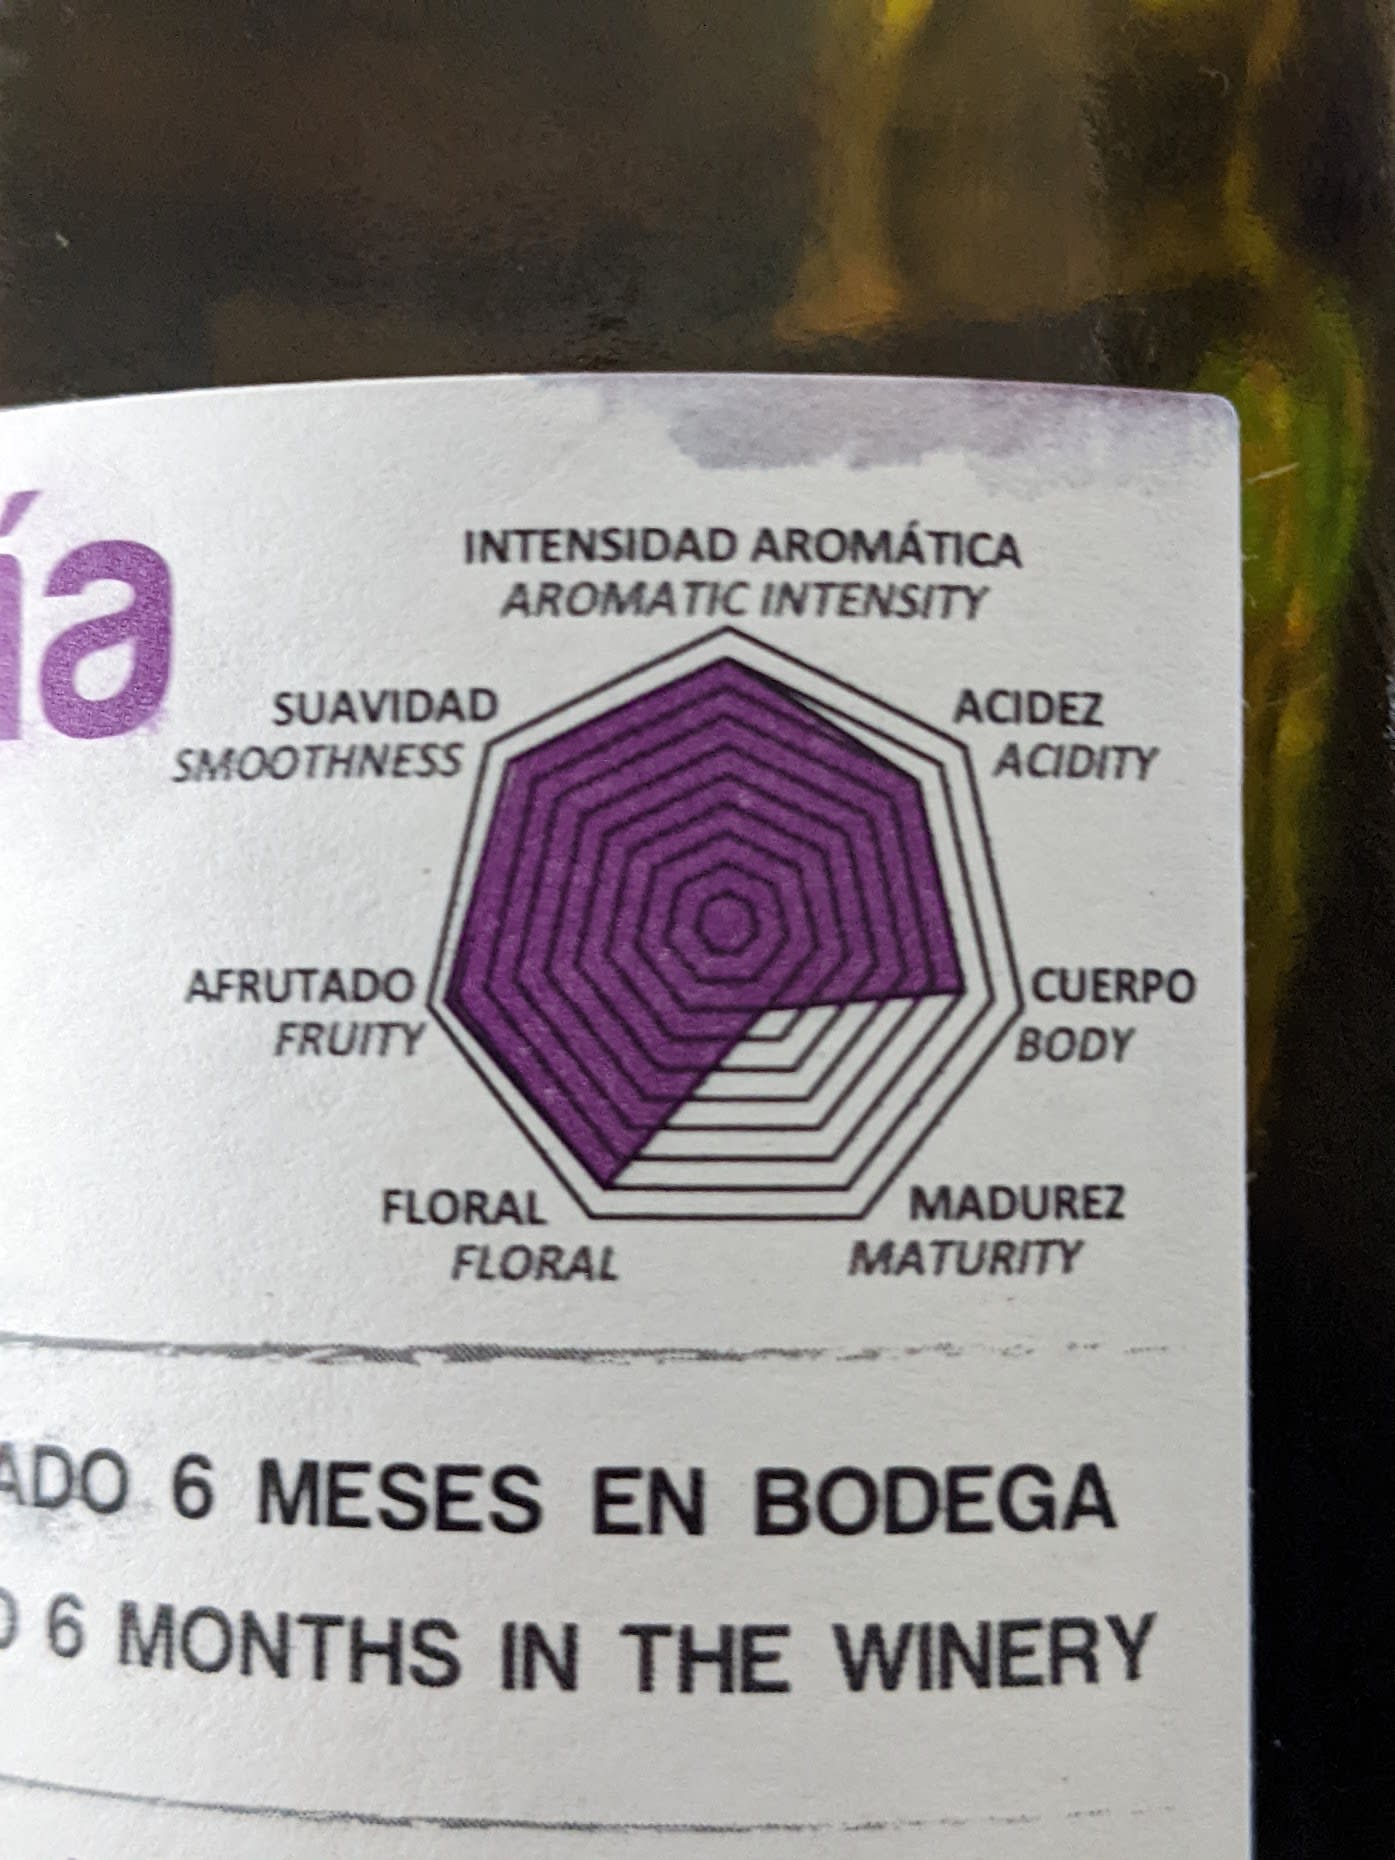 ía
INTENSIDAD AROMÁTICA
AROMATIC INTENSITY
SUAVIDAD
SMOOTHNESS
ACIDEZ
ACIDITY
AFRUTADO
FRUITY
CUERPO
BODY
FLORAL
FLORAL
MADUREZ
MATURITY
ADO 6 MESES EN BODEGA
6 MONTHS IN THE WINERY